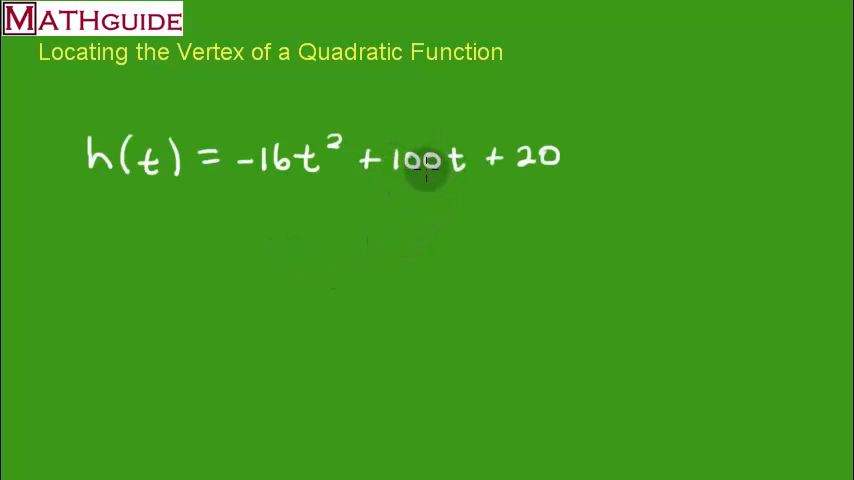 MATHGUIDE
Locating the Vertex of a Quadratic Function
h(t) = -16t² + 100t + 20